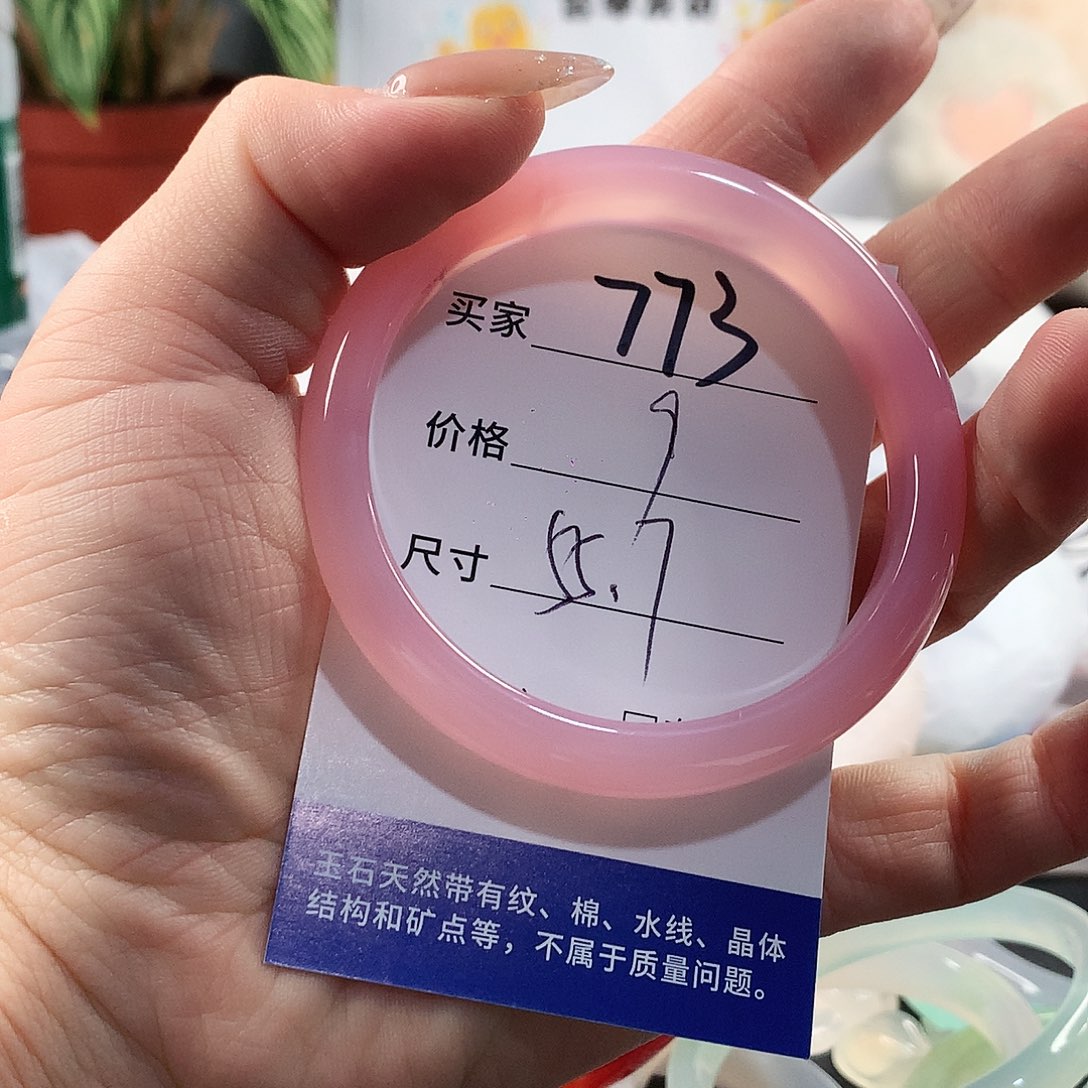 买家 773
价格 9
尺寸 55.7
玉石天然带有纹、棉、水线、晶体
结构和矿点等，不属于质量问题。